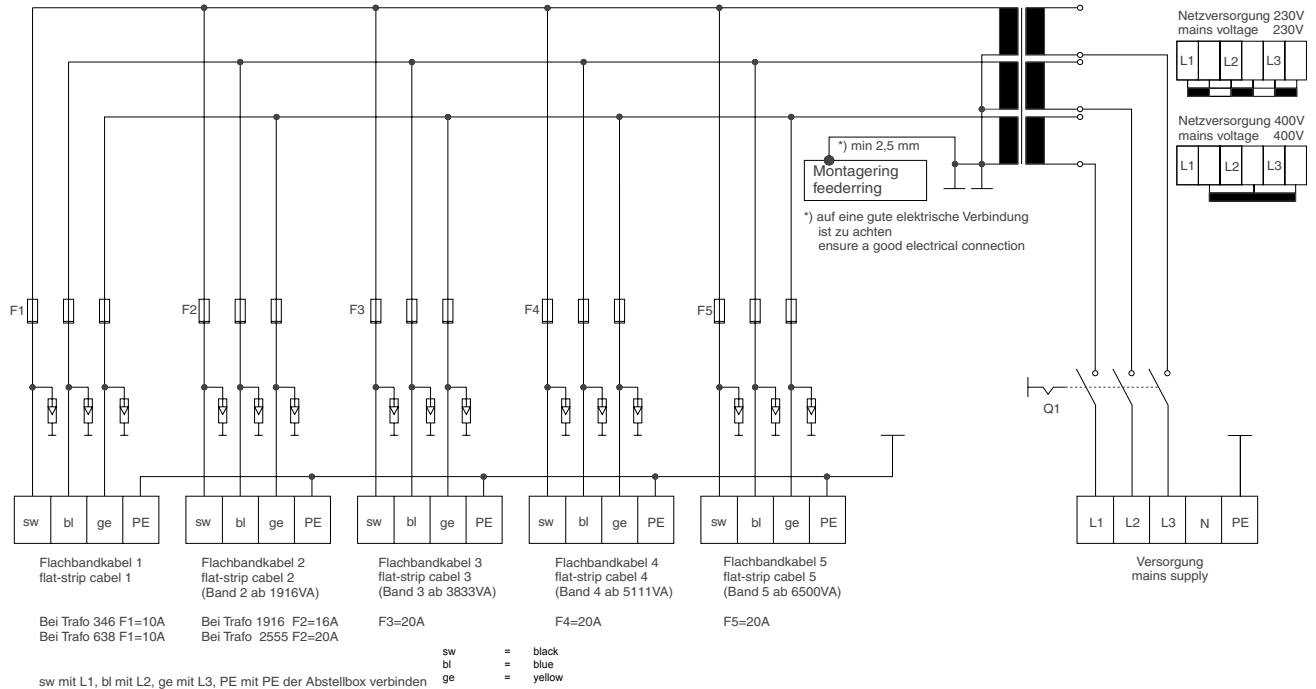 Netzversorgung 230V
mains voltage 230V
L1 L2 L3
Netzversorgung 400V
mains voltage 400V
L1 L2 L3
*) min 2,5 mm
Montagering
feederring
*) auf eine gute elektrische Verbindung
ist zu achten
ensure a good electrical connection
F1 F2 F3 F4 F5
Q1
sw bl ge PE
sw bl ge PE
sw bl ge PE
sw bl ge PE
sw bl ge PE
L1 L2 L3 N PE
Flachbandkabel 1
flat-strip cabel 1
Flachbandkabel 2
flat-strip cabel 2
(Band 2 ab 1916VA)
Flachbandkabel 3
flat-strip cabel 3
(Band 3 ab 3833VA)
Flachbandkabel 4
flat-strip cabel 4
(Band 4 ab 5111VA)
Flachbandkabel 5
flat-strip cabel 5
(Band 5 ab 6500VA)
Versorgung
mains supply
Bei Trafo 346 F1=10A
Bei Trafo 638 F1=10A
Bei Trafo 1916 F2=16A
Bei Trafo 2555 F2=20A
F3=20A
F4=20A
F5=20A
sw = black
bl = blue
ge = yellow
sw mit L1, bl mit L2, ge mit L3, PE mit PE der Abstellbox verbinden